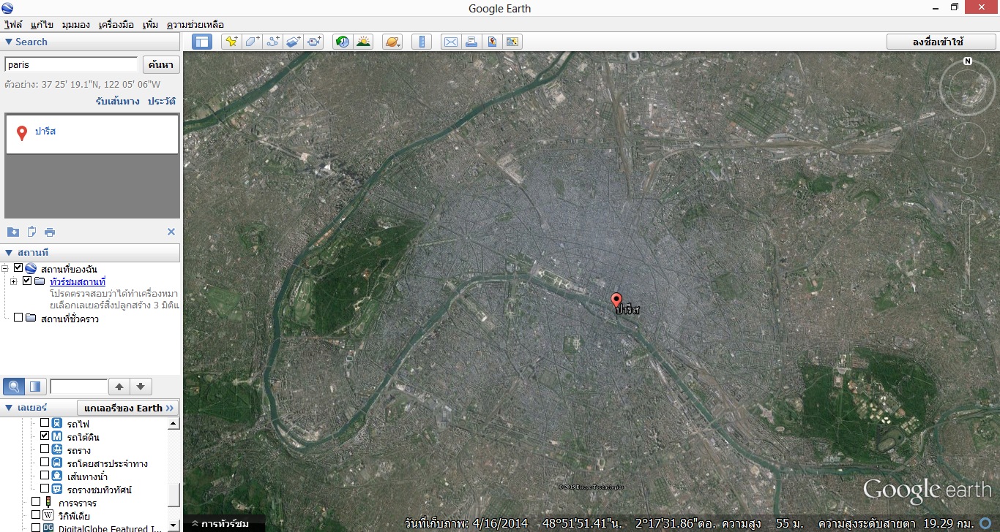 Google Earth
ไฟล์ แก้ไข มุมมอง เครื่องมือ เพิ่ม ความช่วยเหลือ
Search
ลงชื่อเข้าใช้
paris ค้นหา
ตัวอย่าง: 37 25' 19.1"N, 122 05' 06"W
รับเส้นทาง ประวัติ
ปารีส
N
ปารีส
สถานที่
สถานที่ของฉัน
ทัวร์ชมสถานที่
โปรดตรวจสอบว่าได้ทำเครื่องหมา
ยเลือกเลเยอร์สิ่งปลูกสร้าง 3 มิติแ
สถานที่ชั่วคราว
เลเยอร์ แกเลอรีของ Earth >>
รถไฟ
M รถใต้ดิน
รถราง
รถโดยสารประจำทาง
เส้นทางน้ำ
รถรางชมทิวทัศน์
การจราจร
W วิกิพีเดีย
DG DigitalGlobe Featured I...
Google earth
การทัวร์ชม
วันที่เก็บภาพ: 4/16/2014 48°51'51.41"น. 2°17'31.86"ตอ. ความสูง 55 ม. ความสูงระดับสายตา 19.29 กม.